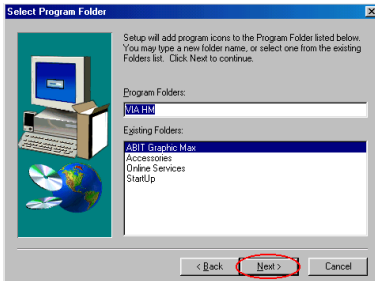 Select Program Folder
Setup will add program icons to the Program Folder listed below.
You may type a new folder name, or select one from the existing
Folders list. Click Next to continue.
Program Folders:
VIA HM
Existing Folders:
ABIT Graphic Max
Accessories
Online Services
StartUp
< Back
Next >
Cancel